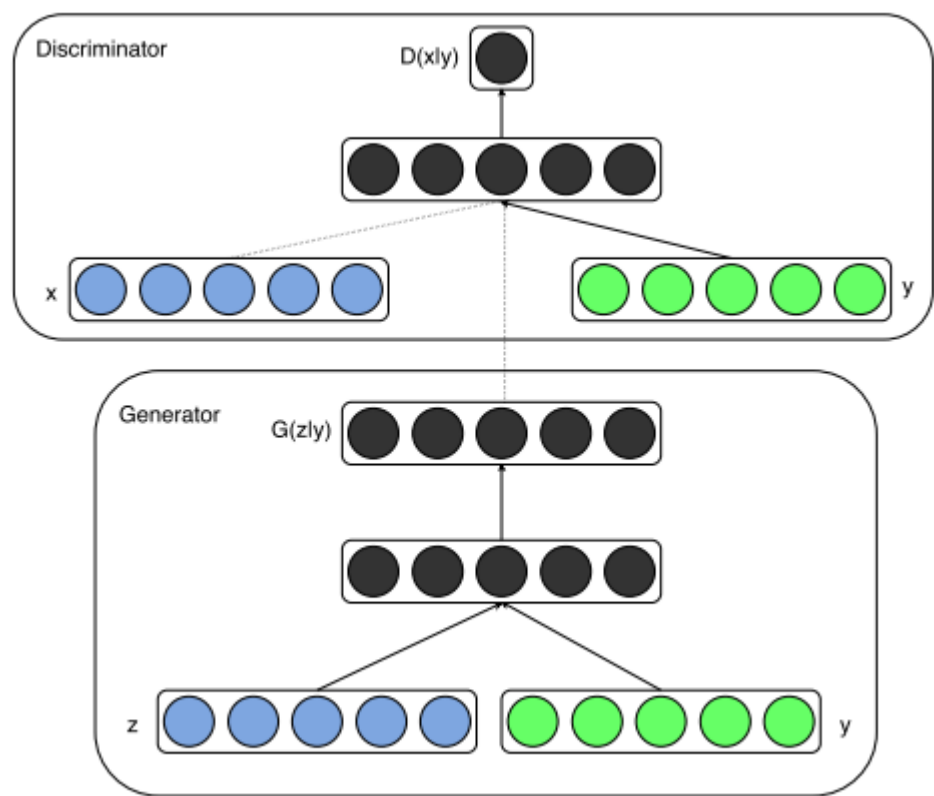 Discriminator
D(x|y)
x
y
Generator
G(z|y)
z
y